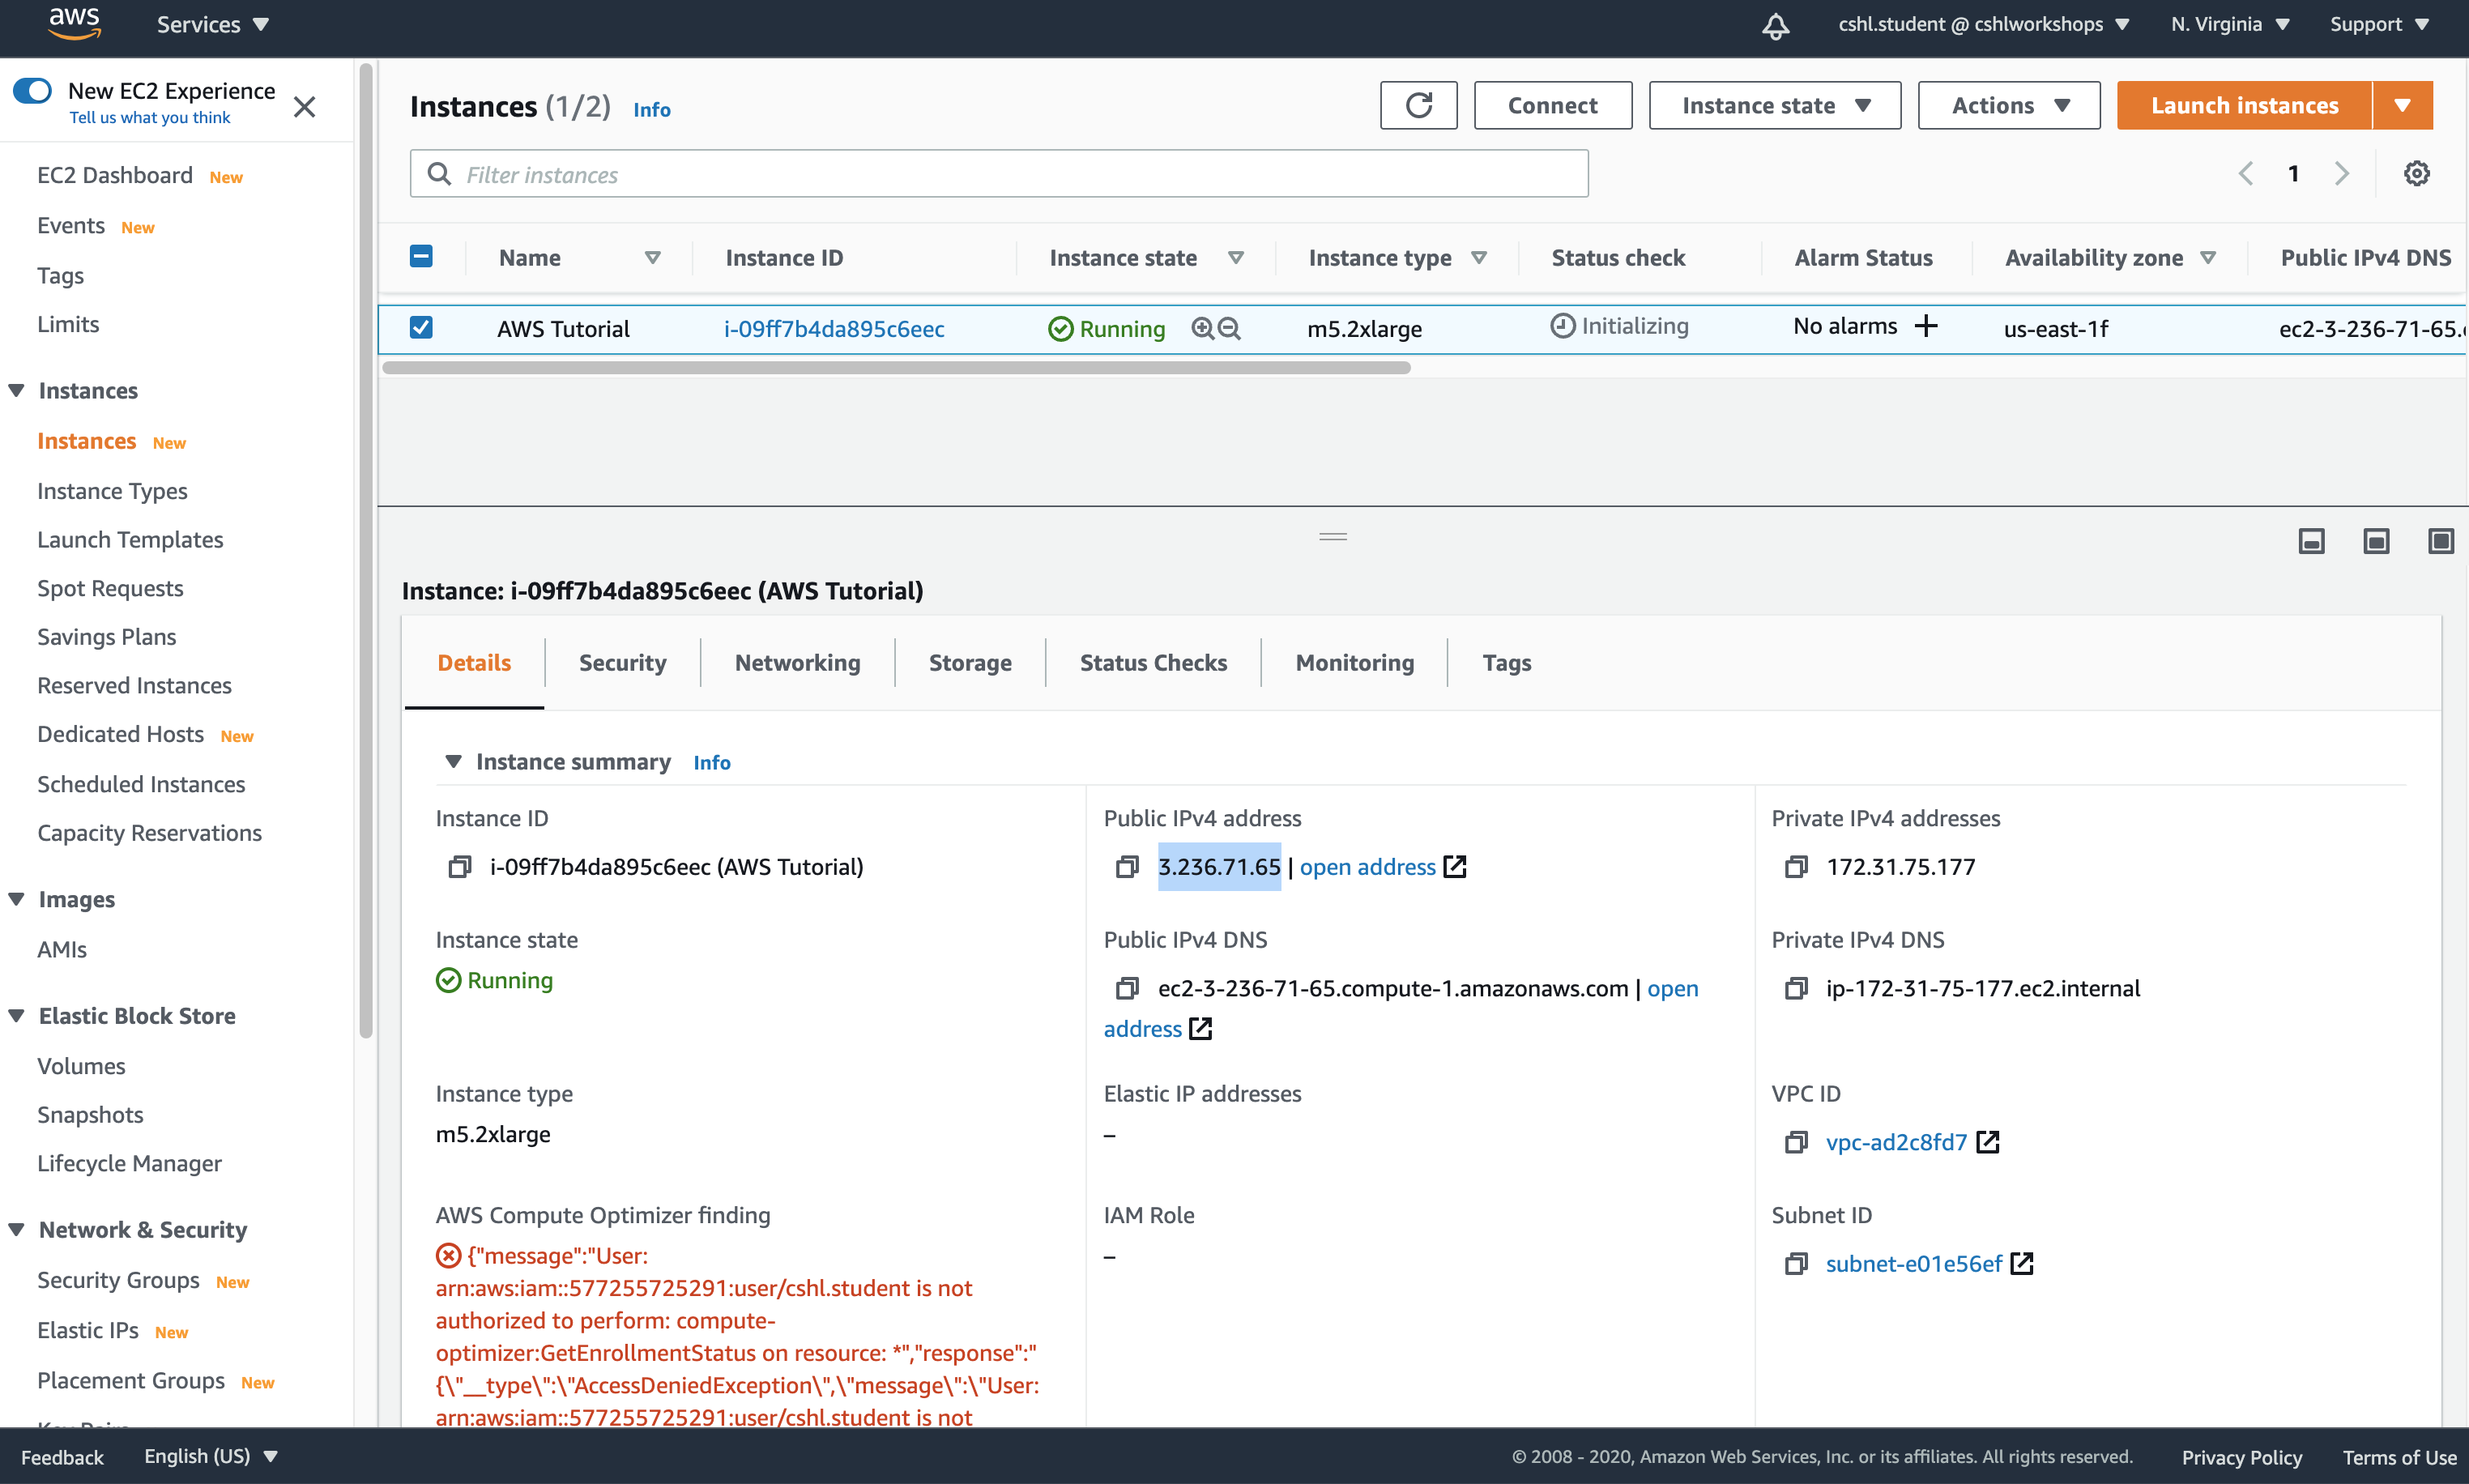 aws
Services
cshl.student @ cshlworkshops
N. Virginia
Support
New EC2 Experience
Tell us what you think
EC2 Dashboard New
Events New
Tags
Limits
Instances
Instances New
Instance Types
Launch Templates
Spot Requests
Savings Plans
Reserved Instances
Dedicated Hosts New
Scheduled Instances
Capacity Reservations
Images
AMIs
Elastic Block Store
Volumes
Snapshots
Lifecycle Manager
Network & Security
Security Groups New
Elastic IPs New
Placement Groups New
Instances (1/2) Info
Connect
Instance state
Actions
Launch instances
Filter instances
1
Name Instance ID Instance state Instance type Status check Alarm Status Availability zone Public IPv4 DNS
AWS Tutorial i-09ff7b4da895c6eec Running m5.2xlarge Initializing No alarms us-east-1f ec2-3-236-71-65.
Instance: i-09ff7b4da895c6eec (AWS Tutorial)
Details Security Networking Storage Status Checks Monitoring Tags
Instance summary Info
Instance ID
i-09ff7b4da895c6eec (AWS Tutorial)
Public IPv4 address
3.236.71.65 | open address
Private IPv4 addresses
172.31.75.177
Instance state
Running
Public IPv4 DNS
ec2-3-236-71-65.compute-1.amazonaws.com | open
address
Private IPv4 DNS
ip-172-31-75-177.ec2.internal
Instance type
m5.2xlarge
Elastic IP addresses
–
VPC ID
vpc-ad2c8fd7
AWS Compute Optimizer finding
{"message":"User:
arn:aws:iam::577255725291:user/cshl.student is not
authorized to perform: compute-
optimizer:GetEnrollmentStatus on resource: *","response":"
{\"__type\":\"AccessDeniedException\",\"message\":\"User:
arn:aws:iam::577255725291:user/cshl.student is not
IAM Role
–
Subnet ID
subnet-e01e56ef
Feedback
English (US)
© 2008 - 2020, Amazon Web Services, Inc. or its affiliates. All rights reserved.
Privacy Policy
Terms of Use